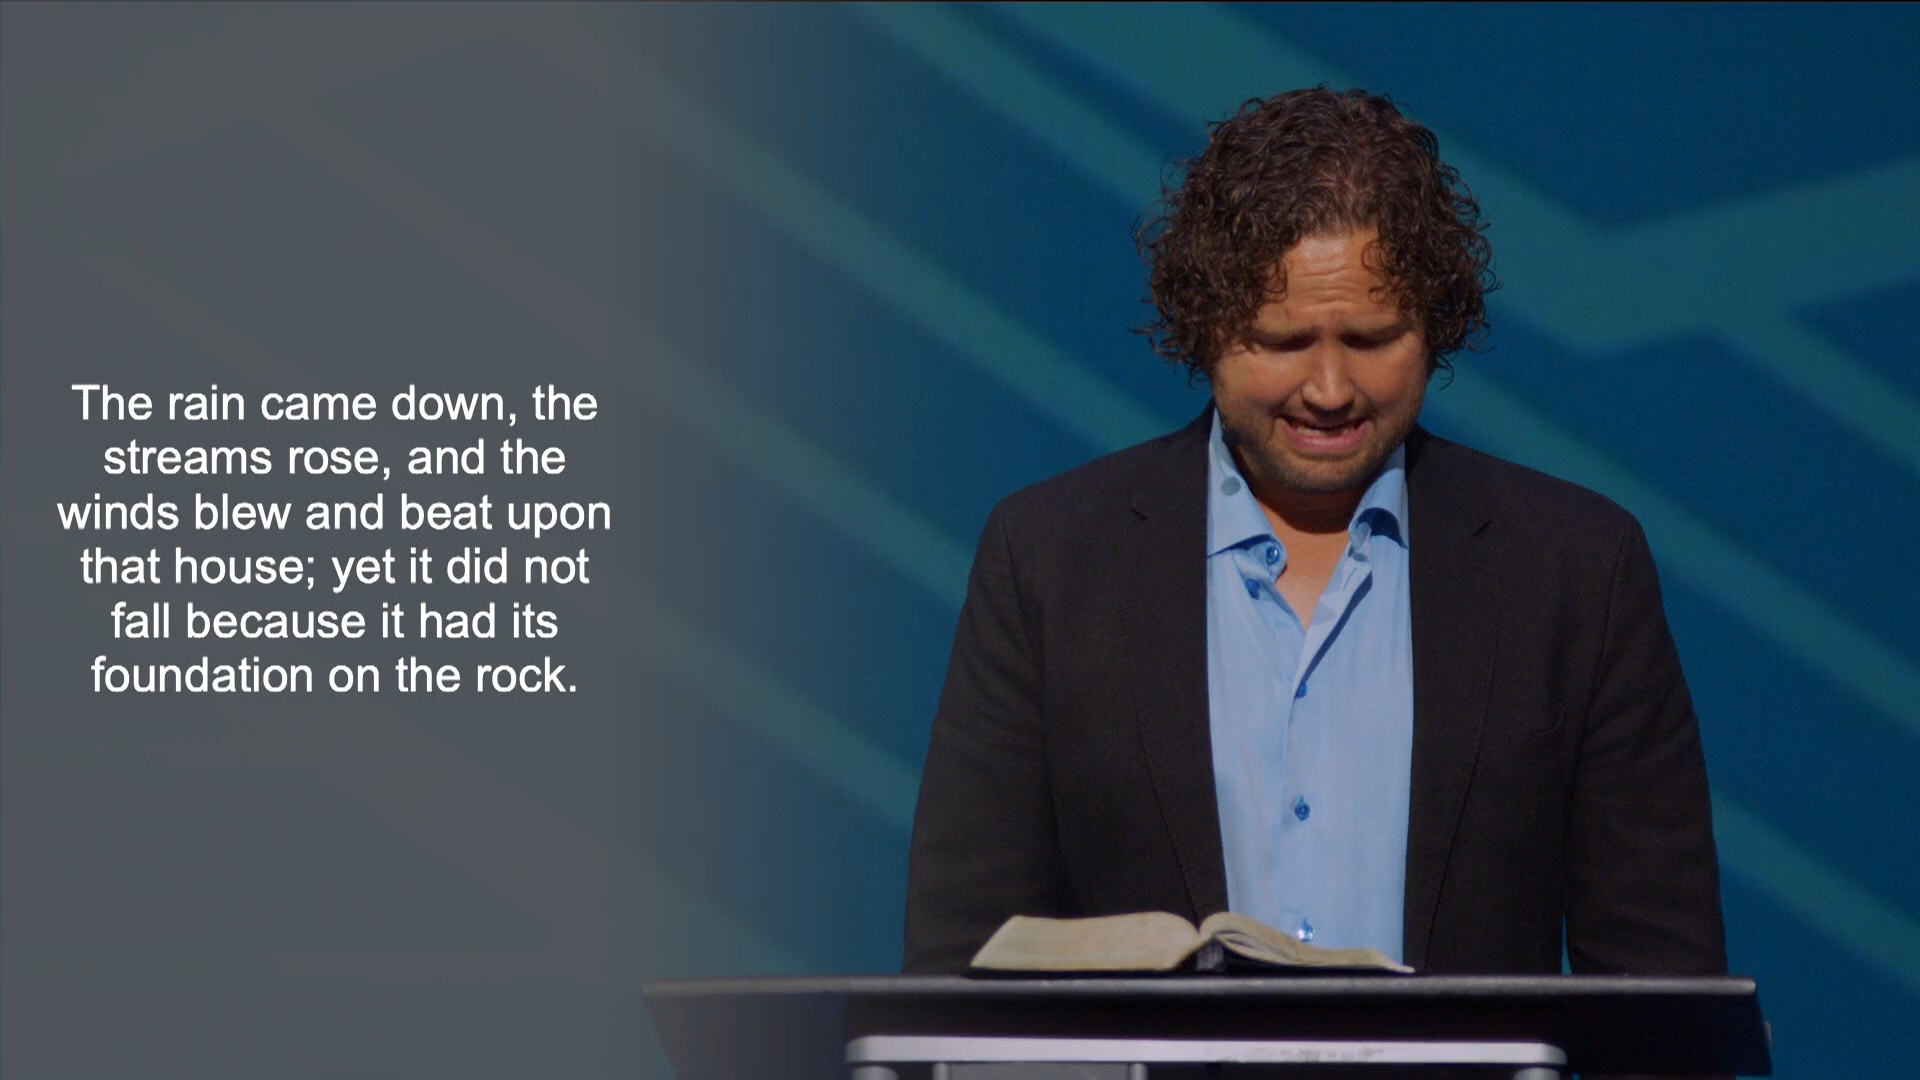 The rain came down, the
streams rose, and the
winds blew and beat upon
that house; yet it did not
fall because it had its
foundation on the rock.